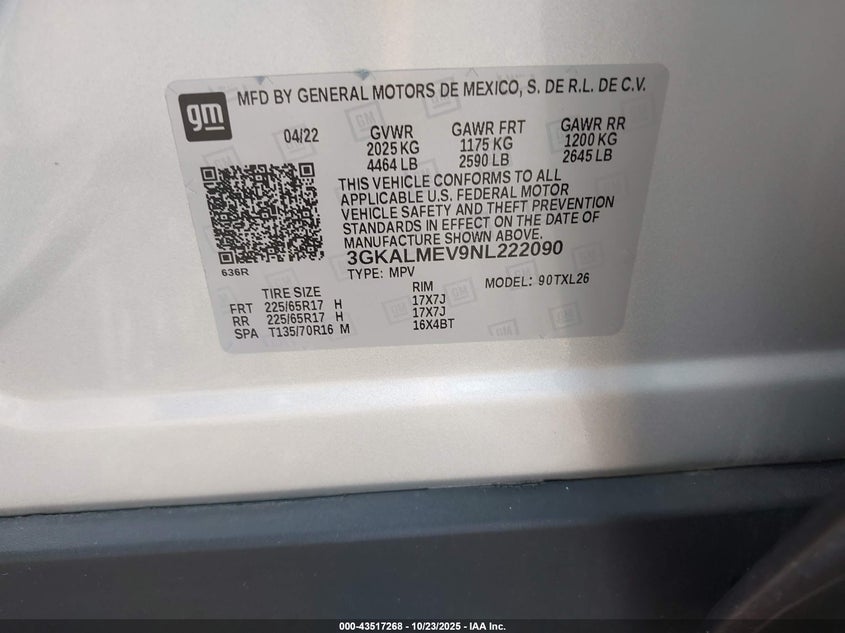 gm
MFD BY GENERAL MOTORS DE MEXICO, S. DE R.L. DE C.V.
04/22 GVWR GAWR FRT GAWR RR
2025 KG 1175 KG 1200 KG
4464 LB 2590 LB 2645 LB
THIS VEHICLE CONFORMS TO ALL
APPLICABLE U.S. FEDERAL MOTOR
VEHICLE SAFETY AND THEFT PREVENTION
STANDARDS IN EFFECT ON THE DATE OF
MANUFACTURE SHOWN ABOVE.
636R
3GKALMEV9NL222090
TYPE: MPV MODEL: 90TXL26
TIRE SIZE RIM
FRT 225/65R17 H 17X7J
RR 225/65R17 H 17X7J
SPA T135/70R16 M 16X4BT
000-43517268 - 10/23/2025 - IAA Inc.